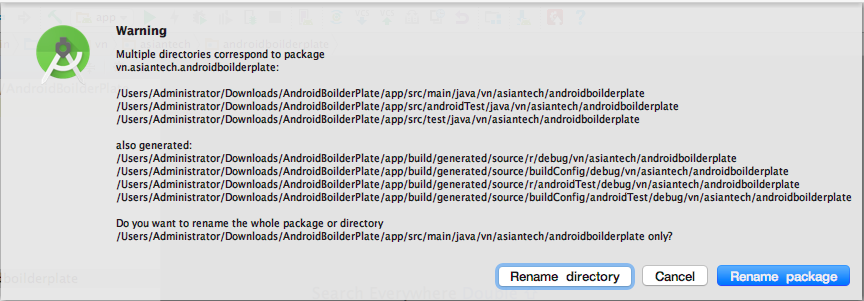 app
Warning
Multiple directories correspond to package
vn.asiantech.androidboilderplate:
/Users/Administrator/Downloads/AndroidBoilderPlate/app/src/main/java/vn/asiantech/androidboilderplate
/Users/Administrator/Downloads/AndroidBoilderPlate/app/src/androidTest/java/vn/asiantech/androidboilderplate
/Users/Administrator/Downloads/AndroidBoilderPlate/app/src/test/java/vn/asiantech/androidboilderplate
also generated:
/Users/Administrator/Downloads/AndroidBoilderPlate/app/build/generated/source/r/debug/vn/asiantech/androidboilderplate
/Users/Administrator/Downloads/AndroidBoilderPlate/app/build/generated/source/buildConfig/debug/vn/asiantech/androidboilderplate
/Users/Administrator/Downloads/AndroidBoilderPlate/app/build/generated/source/r/androidTest/debug/vn/asiantech/androidboilderplate
/Users/Administrator/Downloads/AndroidBoilderPlate/app/build/generated/source/buildConfig/androidTest/debug/vn/asiantech/androidboilderplate
Do you want to rename the whole package or directory
/Users/Administrator/Downloads/AndroidBoilderPlate/app/src/main/java/vn/asiantech/androidboilderplate only?
Rename directory Cancel Rename package
boilderplate
Search Everywhere